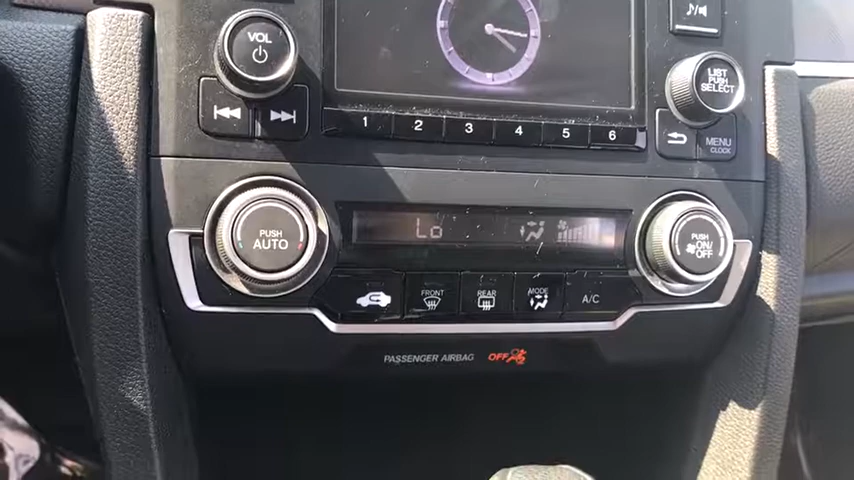 VOL
LIST
PUSH
SELECT
1 2 3 4 5 6
MENU
CLOCK
PUSH
AUTO
Lo
PUSH
ON/
OFF
FRONT
REAR
MODE
A/C
PASSENGER AIRBAG OFF